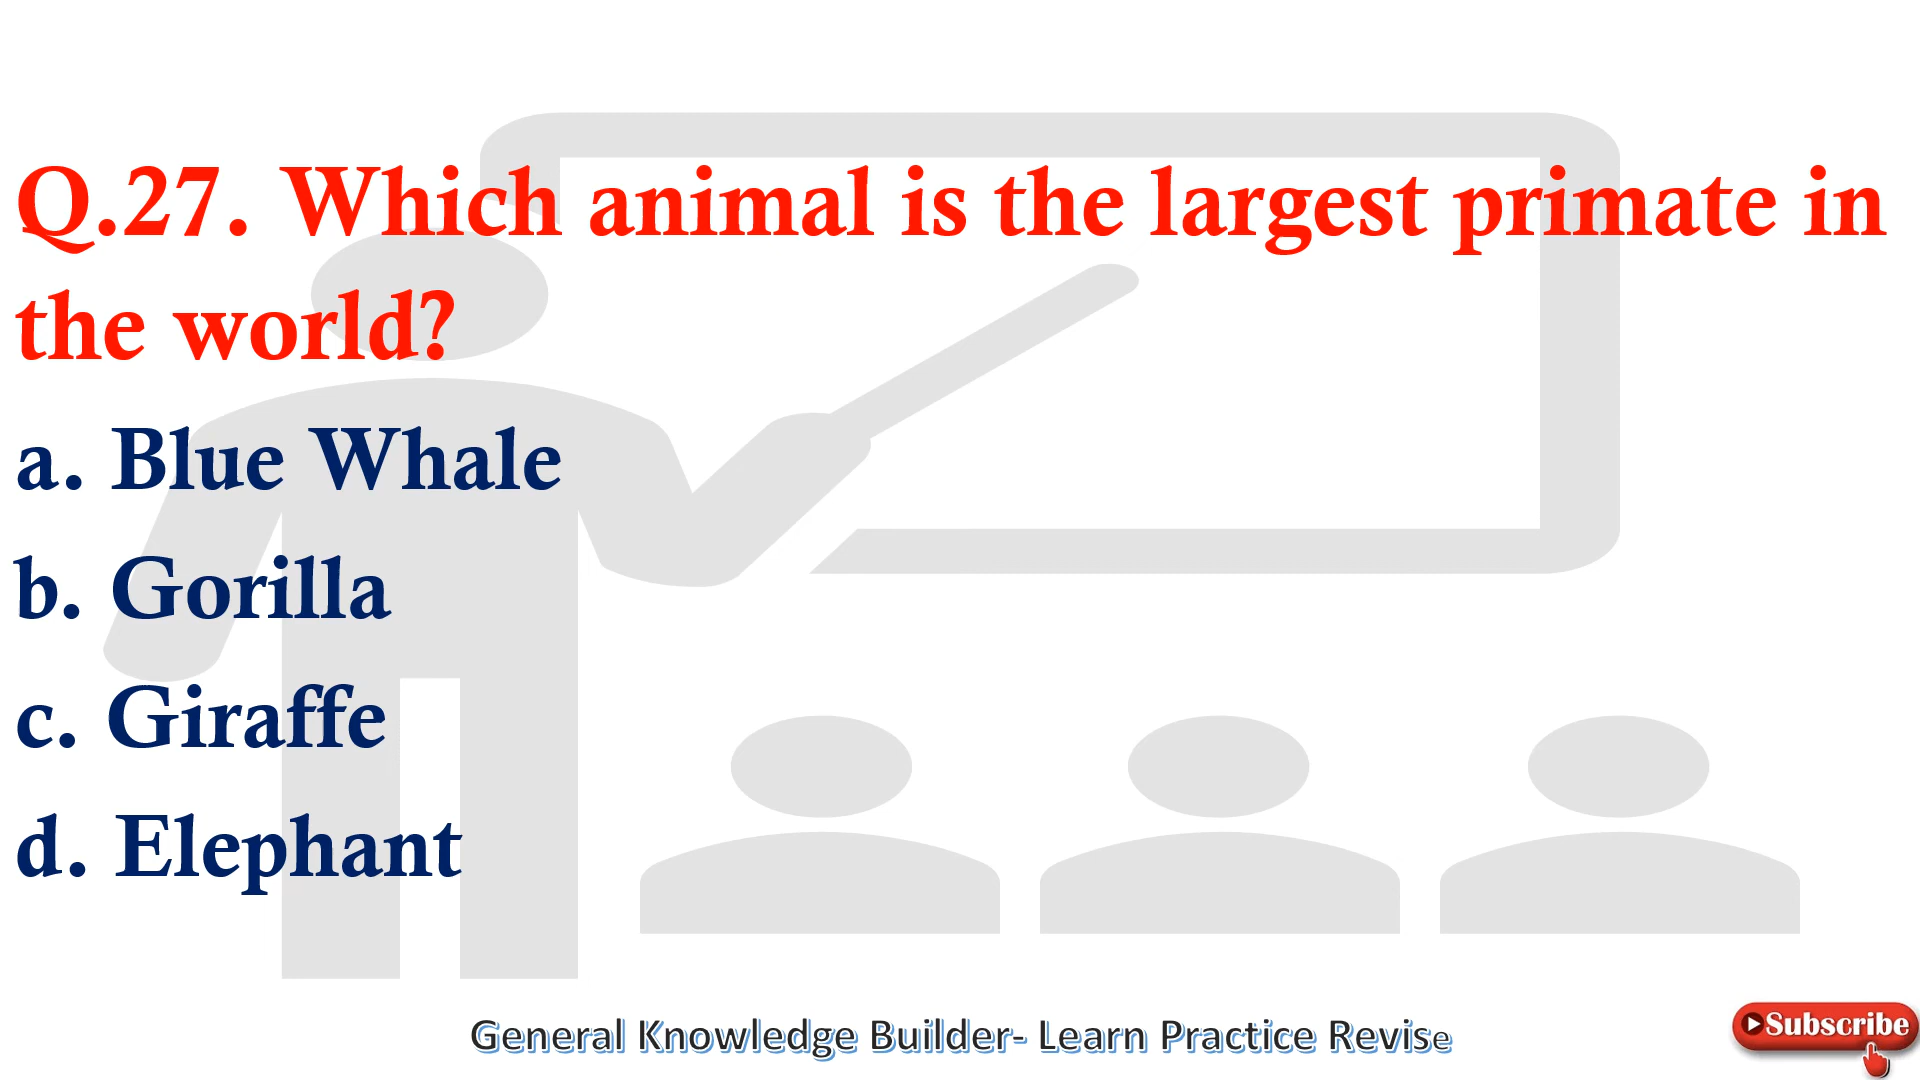 Q.27. Which animal is the largest primate in
the world?
a. Blue Whale
b. Gorilla
c. Giraffe
d. Elephant
General Knowledge Builder- Learn Practice Revise
Subscribe